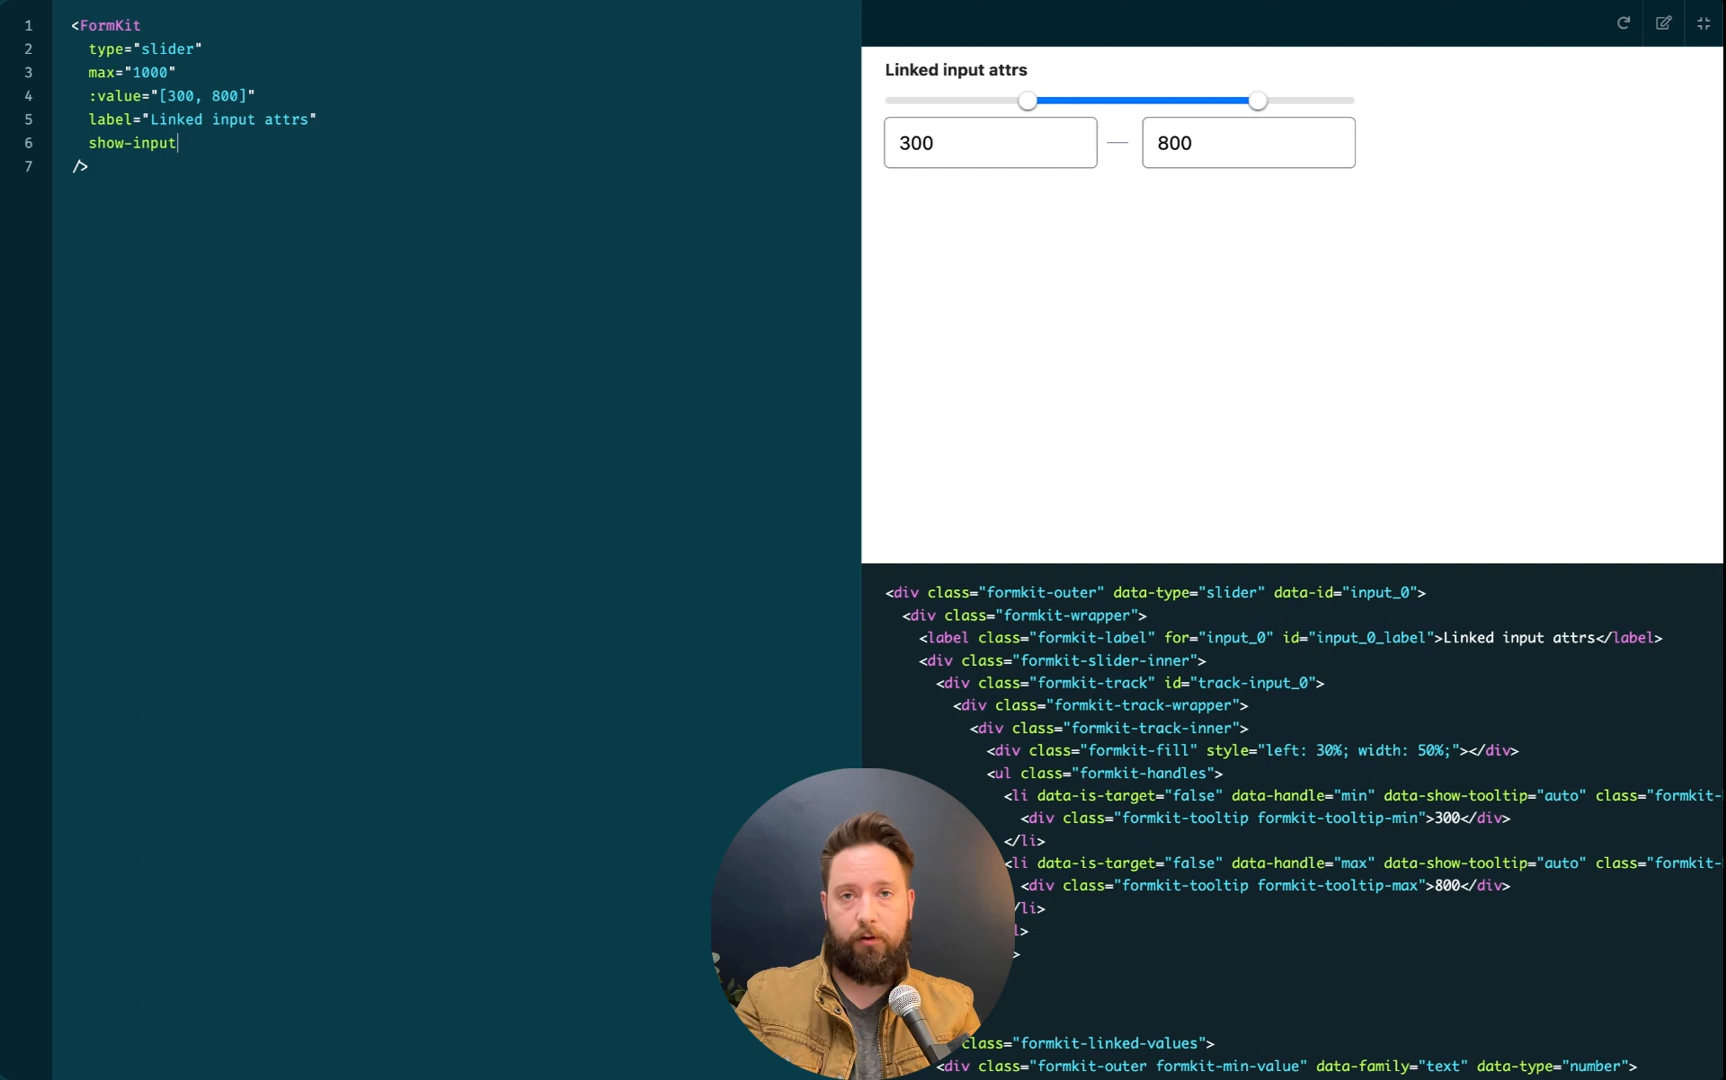 1 <FormKit
2 type="slider"
3 max="1000"
4 :value="[300, 800]"
5 label="Linked input attrs"
6 show-input
7 />
Linked input attrs
300 — 800
<div class="formkit-outer" data-type="slider" data-id="input_0">
<div class="formkit-wrapper">
<label class="formkit-label" for="input_0" id="input_0_label">Linked input attrs</label>
<div class="formkit-slider-inner">
<div class="formkit-track" id="track-input_0">
<div class="formkit-track-wrapper">
<div class="formkit-track-inner">
<div class="formkit-fill" style="left: 30%; width: 50%;"></div>
<ul class="formkit-handles">
<li data-is-target="false" data-handle="min" data-show-tooltip="auto" class="formkit-
<div class="formkit-tooltip formkit-tooltip-min">300</div>
</li>
<li data-is-target="false" data-handle="max" data-show-tooltip="auto" class="formkit-
<div class="formkit-tooltip formkit-tooltip-max">800</div>
/li>
l>
>
class="formkit-linked-values">
<div class="formkit-outer formkit-min-value" data-family="text" data-type="number">